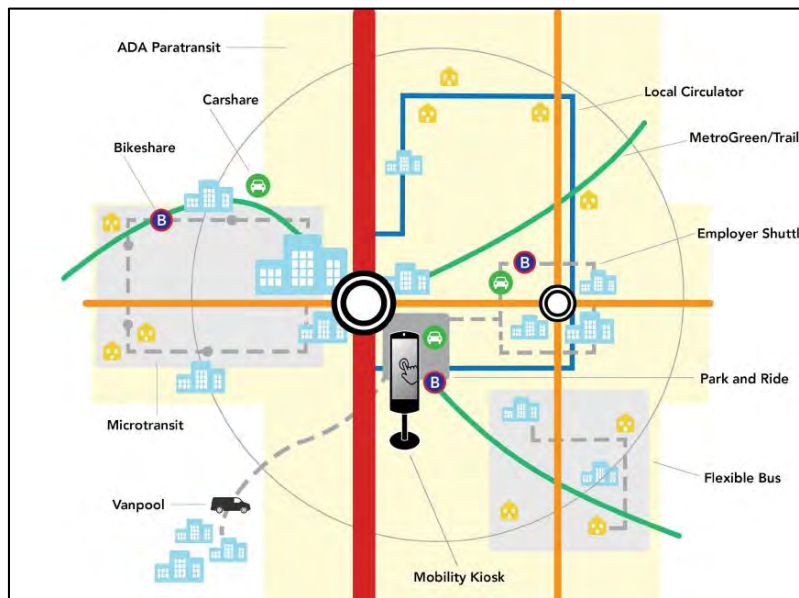 ADA Paratransit
Carshare
Local Circulator
MetroGreen/Trail
Bikeshare
B
Employer Shuttl
B
Park and Ride
B
Microtransit
Flexible Bus
Vanpool
Mobility Kiosk